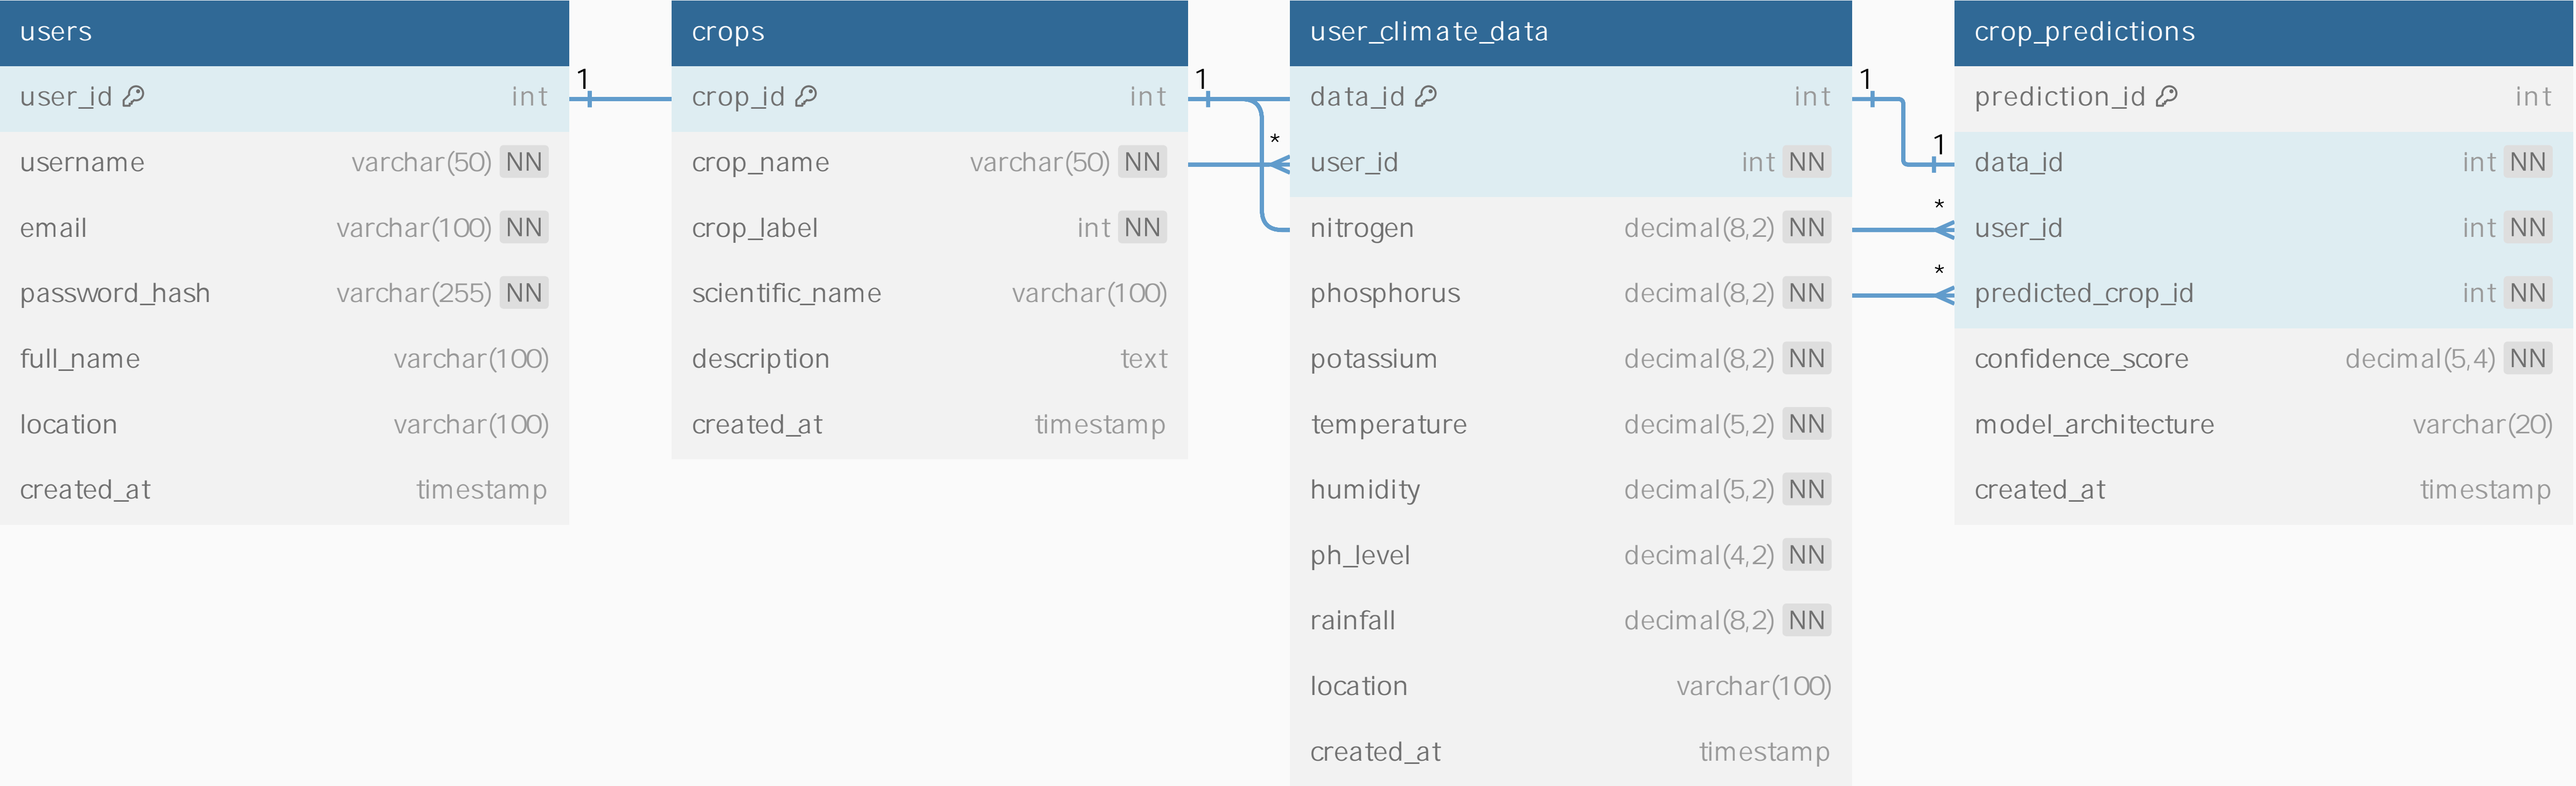 users
user_id int
username varchar(50) NN
email varchar(100) NN
password_hash varchar(255) NN
full_name varchar(100)
location varchar(100)
created_at timestamp
1
crops
crop_id int
crop_name varchar(50) NN
crop_label int NN
scientific_name varchar(100)
description text
created_at timestamp
1
*
user_climate_data
data_id int
user_id int NN
nitrogen decimal(8,2) NN
phosphorus decimal(8,2) NN
potassium decimal(8,2) NN
temperature decimal(5,2) NN
humidity decimal(5,2) NN
ph_level decimal(4,2) NN
rainfall decimal(8,2) NN
location varchar(100)
created_at timestamp
1
1
*
*
crop_predictions
prediction_id int
data_id int NN
user_id int NN
predicted_crop_id int NN
confidence_score decimal(5,4) NN
model_architecture varchar(20)
created_at timestamp